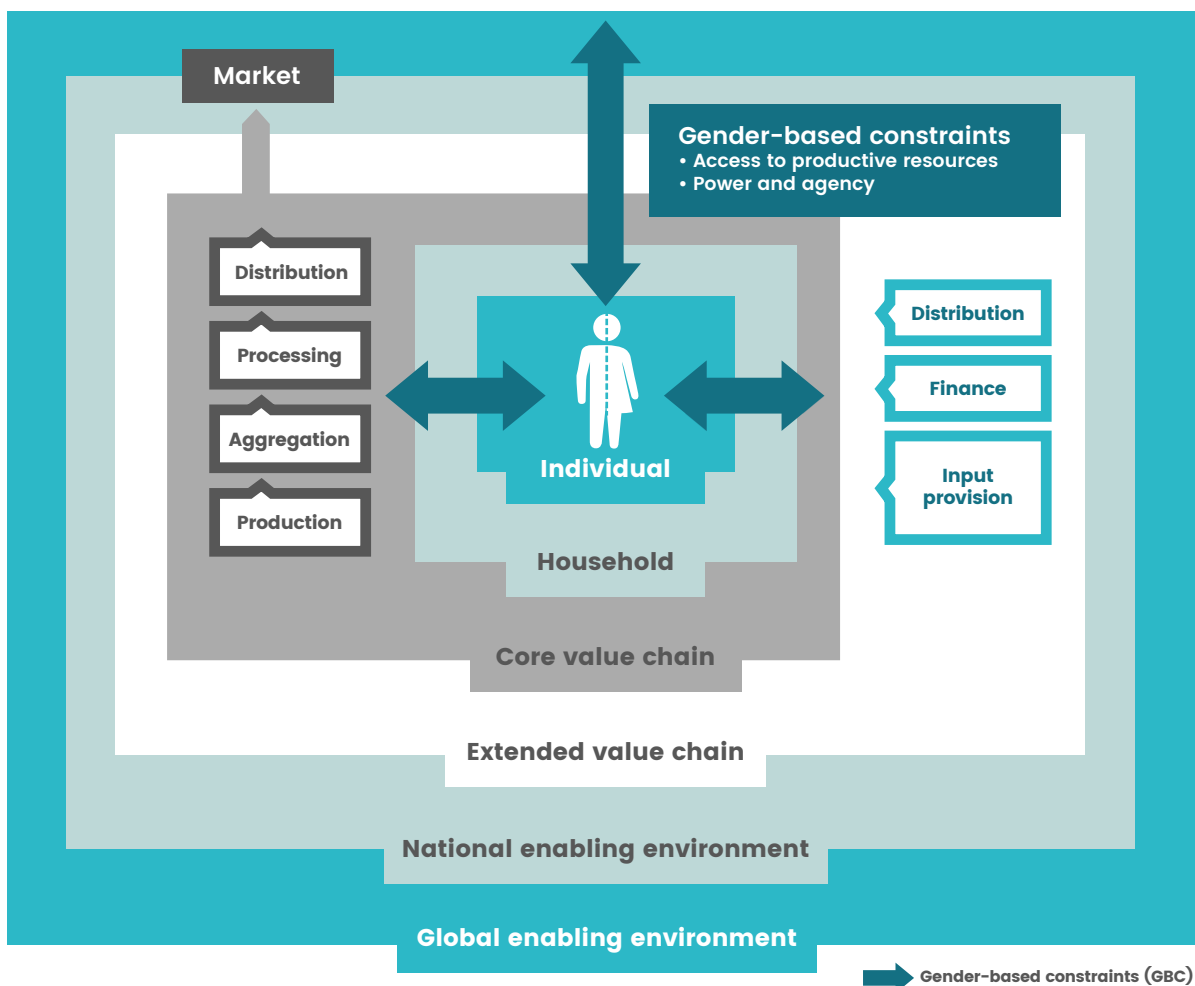 Market
Gender-based constraints
• Access to productive resources
• Power and agency
Distribution
Processing
Aggregation
Production
Distribution
Finance
Input
provision
Individual
Household
Core value chain
Extended value chain
National enabling environment
Global enabling environment
Gender-based constraints (GBC)